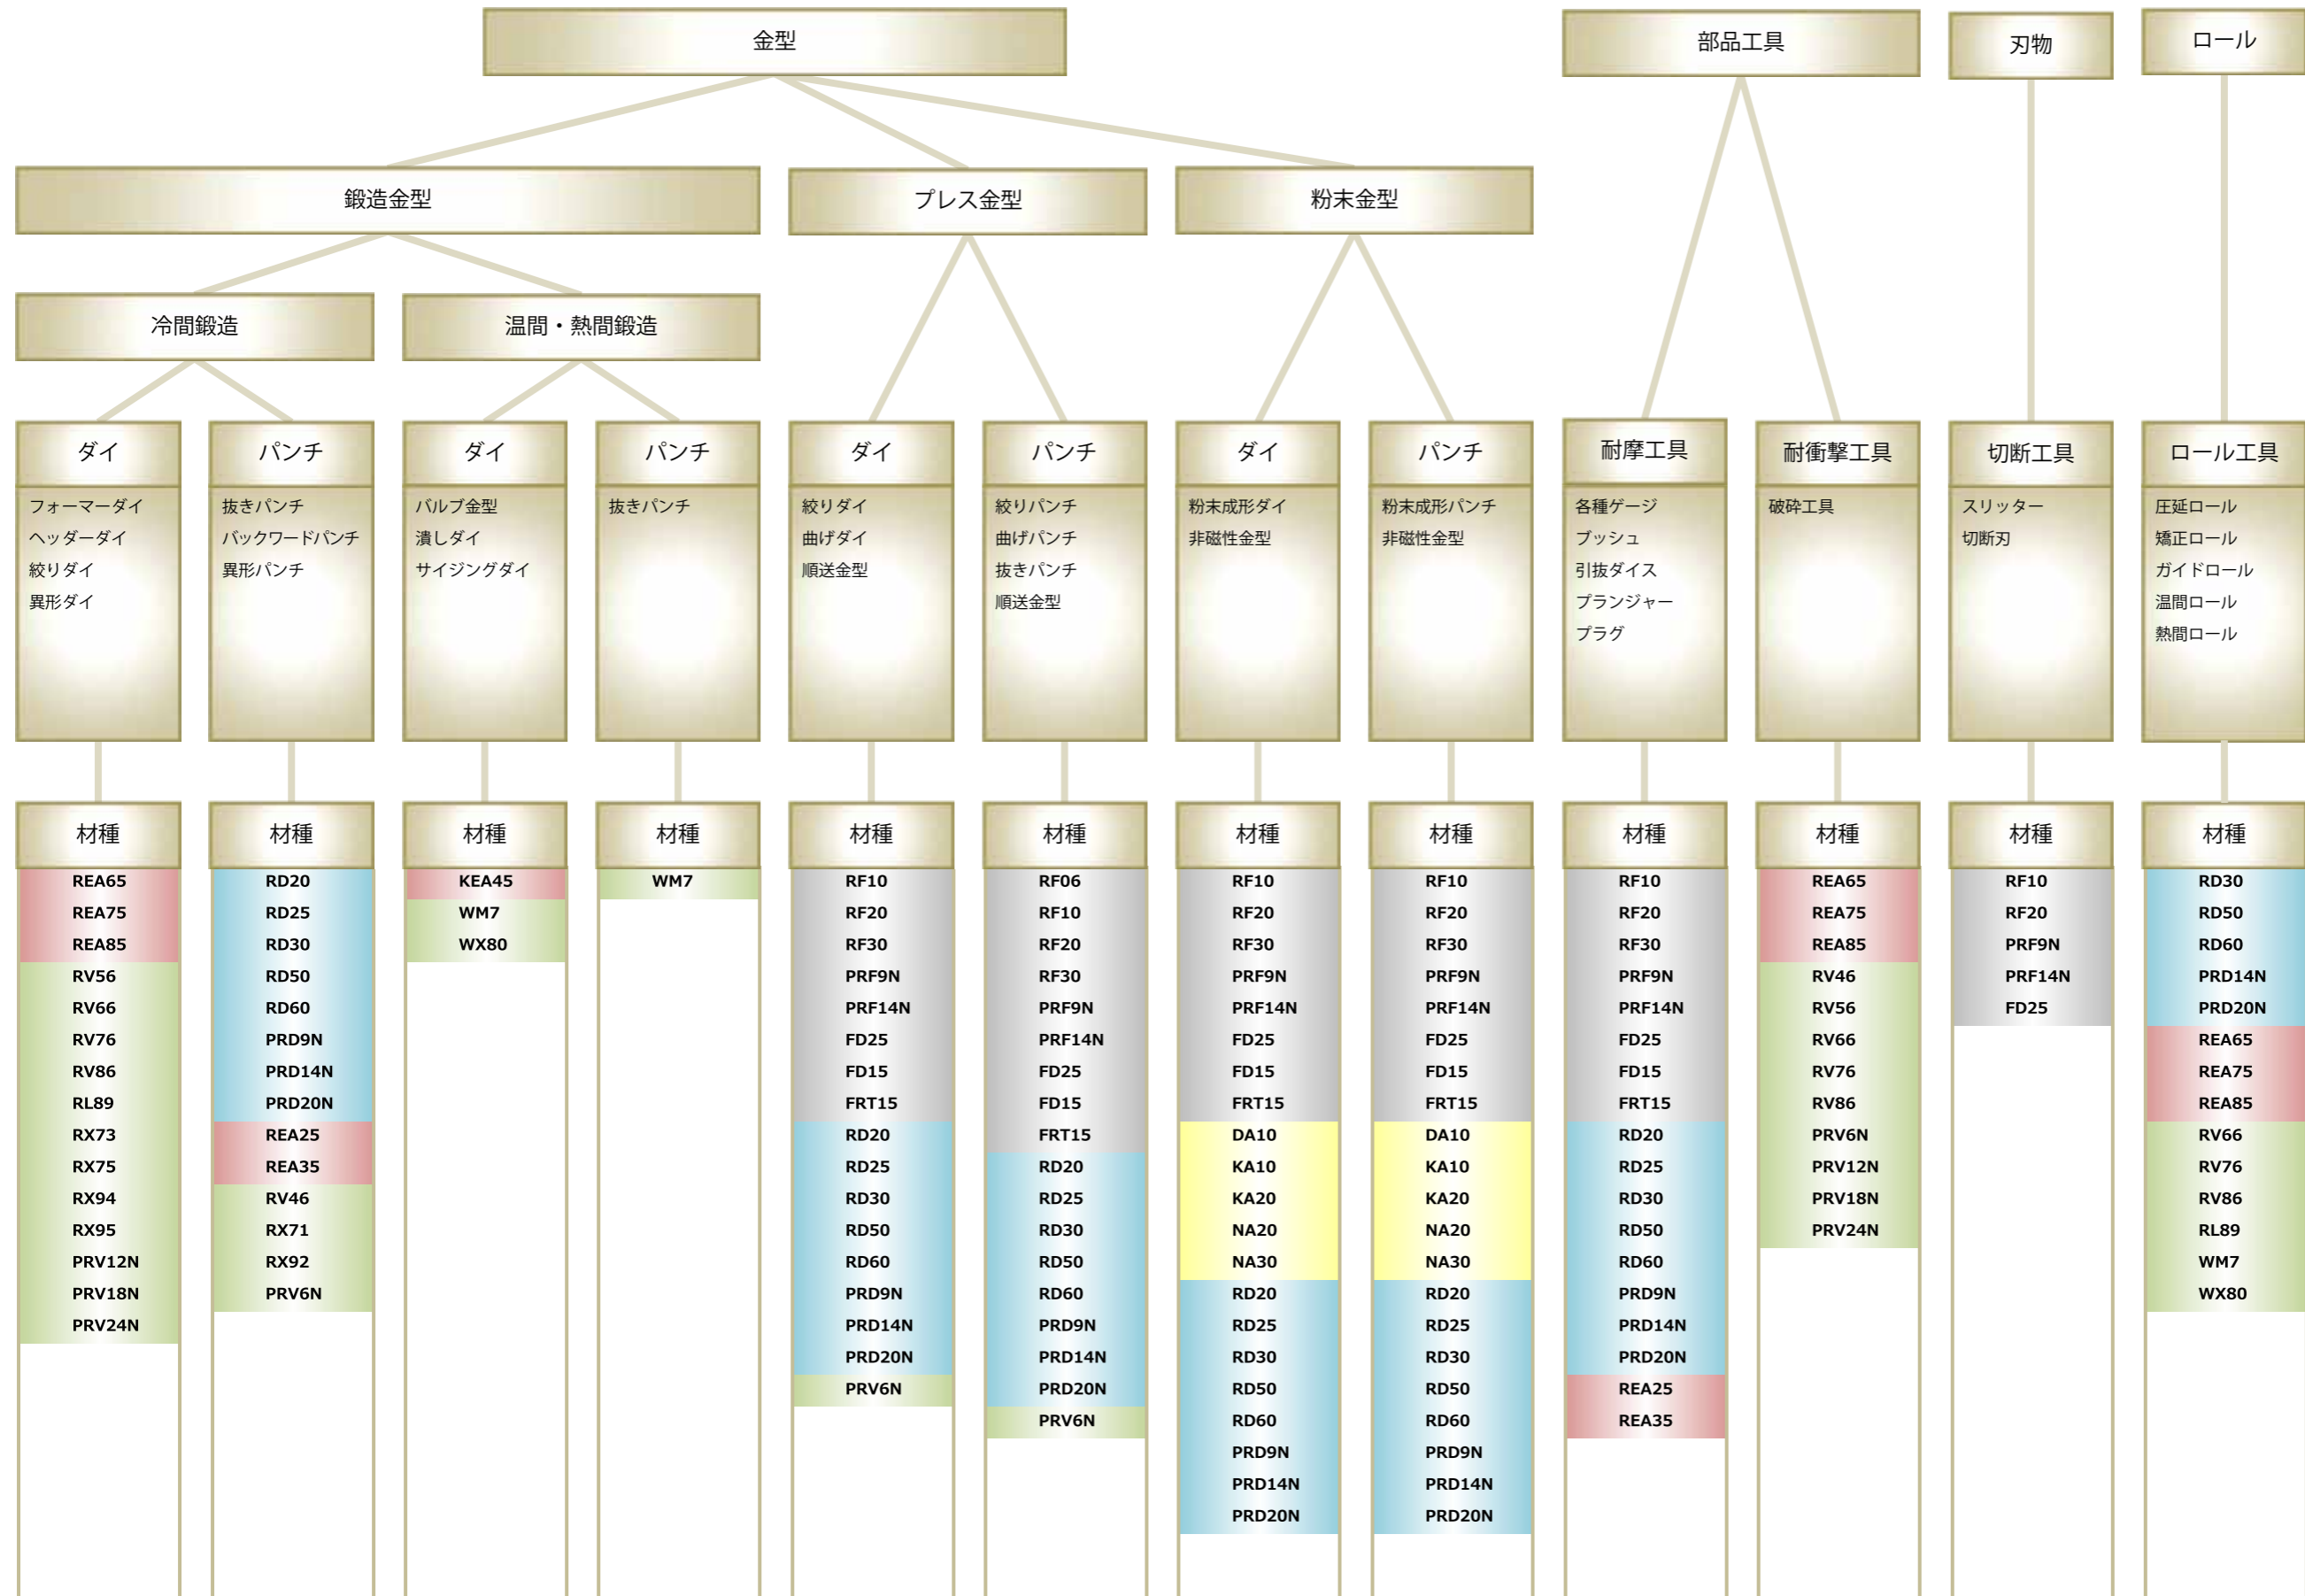 金型
部品工具
刃物
ロール
鍛造金型
プレス金型
粉末金型
冷間鍛造
温間・熱間鍛造
ダイ
フォーマーダイ
ヘッダーダイ
絞りダイ
異形ダイ
パンチ
抜きパンチ
バックワードパンチ
異形パンチ
ダイ
バルブ金型
潰しダイ
サイジングダイ
パンチ
抜きパンチ
ダイ
絞りダイ
曲げダイ
順送金型
パンチ
絞りパンチ
曲げパンチ
抜きパンチ
順送金型
ダイ
粉末成形ダイ
非磁性金型
パンチ
粉末成形パンチ
非磁性金型
耐摩工具
各種ゲージ
ブッシュ
引抜ダイス
プランジャー
プラグ
耐衝撃工具
破砕工具
切断工具
スリッター
切断刃
ロール工具
圧延ロール
矯正ロール
ガイドロール
温間ロール
熱間ロール
材種
REA65
REA75
REA85
RV56
RV66
RV76
RV86
RL89
RX73
RX75
RX94
RX95
PRV12N
PRV18N
PRV24N
材種
RD20
RD25
RD30
RD50
RD60
PRD9N
PRD14N
PRD20N
REA25
REA35
RV46
RX71
RX92
PRV6N
材種
KEA45
WM7
WX80
材種
WM7
材種
RF10
RF20
RF30
PRF9N
PRF14N
FD25
FD15
FRT15
RD20
RD25
RD30
RD50
RD60
PRD9N
PRD14N
PRD20N
PRV6N
材種
RF06
RF10
RF20
RF30
PRF9N
PRF14N
FD25
FD15
FRT15
RD20
RD25
RD30
RD50
RD60
PRD9N
PRD14N
PRD20N
PRV6N
材種
RF10
RF20
RF30
PRF9N
PRF14N
FD25
FD15
FRT15
DA10
KA10
KA20
NA20
NA30
RD20
RD25
RD30
RD50
RD60
PRD9N
PRD14N
PRD20N
材種
RF10
RF20
RF30
PRF9N
PRF14N
FD25
FD15
FRT15
DA10
KA10
KA20
NA20
NA30
RD20
RD25
RD30
RD50
RD60
PRD9N
PRD14N
PRD20N
材種
RF10
RF20
RF30
PRF9N
PRF14N
FD25
FD15
FRT15
RD20
RD25
RD30
RD50
RD60
PRD9N
PRD14N
PRD20N
REA25
REA35
材種
REA65
REA75
REA85
RV46
RV56
RV66
RV76
RV86
PRV6N
PRV12N
PRV18N
PRV24N
材種
RF10
RF20
PRF9N
PRF14N
FD25
材種
RD30
RD50
RD60
PRD14N
PRD20N
REA65
REA75
REA85
RV66
RV76
RV86
RL89
WM7
WX80